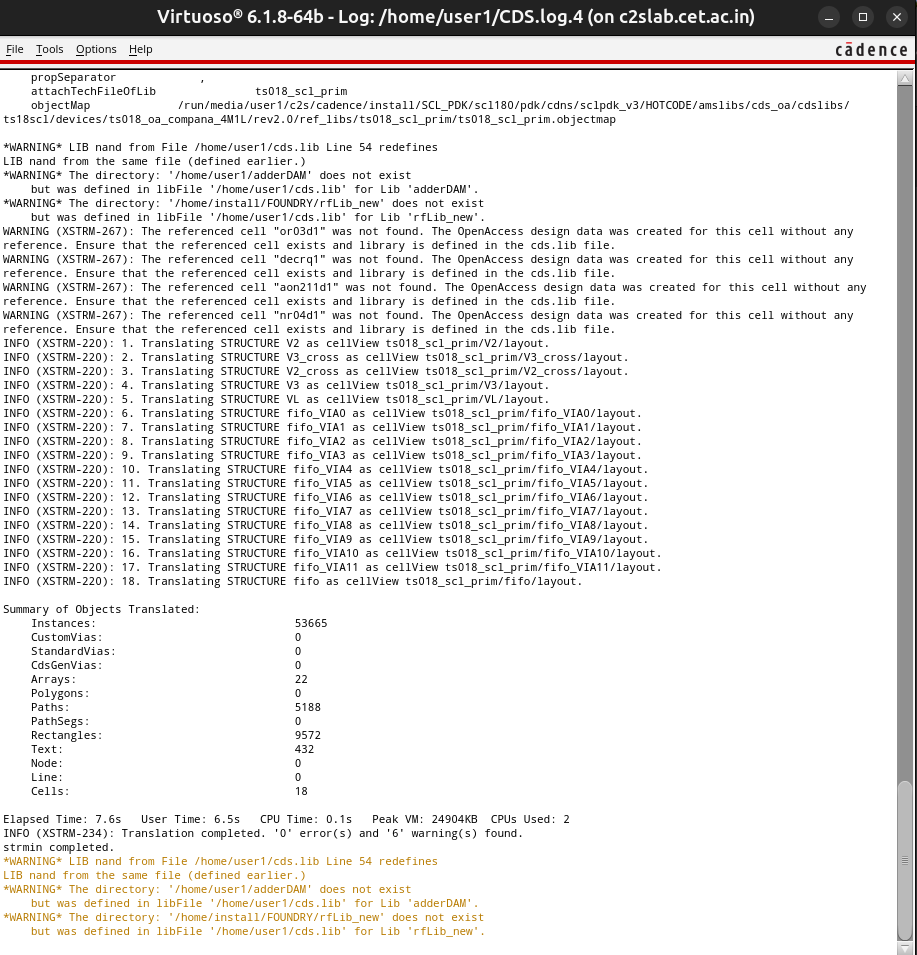 Virtuoso® 6.1.8-64b - Log: /home/user1/CDS.log.4 (on c2slab.cet.ac.in)
File Tools Options Help cādence
propSeparator ,
attachTechFileOfLib ts018_scl_prim
objectMap /run/media/user1/c2s/cadence/install/SCL_PDK/scl180/pdk/cdns/sclpdk_v3/HOTCODE/amslibs/cds_oa/cdslibs/
ts18scl/devices/ts018_oa_compana_4M1L/rev2.0/ref_libs/ts018_scl_prim/ts018_scl_prim.objectmap
*WARNING* LIB nand from File /home/user1/cds.lib Line 54 redefines
LIB nand from the same file (defined earlier.)
*WARNING* The directory: '/home/user1/adderDAM' does not exist
but was defined in libFile '/home/user1/cds.lib' for Lib 'adderDAM'.
*WARNING* The directory: '/home/install/FOUNDRY/rfLib_new' does not exist
but was defined in libFile '/home/user1/cds.lib' for Lib 'rfLib_new'.
WARNING (XSTRM-267): The referenced cell "or03d1" was not found. The OpenAccess design data was created for this cell without any
reference. Ensure that the referenced cell exists and library is defined in the cds.lib file.
WARNING (XSTRM-267): The referenced cell "decrq1" was not found. The OpenAccess design data was created for this cell without any
reference. Ensure that the referenced cell exists and library is defined in the cds.lib file.
WARNING (XSTRM-267): The referenced cell "aon211d1" was not found. The OpenAccess design data was created for this cell without any
reference. Ensure that the referenced cell exists and library is defined in the cds.lib file.
WARNING (XSTRM-267): The referenced cell "nr04d1" was not found. The OpenAccess design data was created for this cell without any
reference. Ensure that the referenced cell exists and library is defined in the cds.lib file.
INFO (XSTRM-220): 1. Translating STRUCTURE V2 as cellView ts018_scl_prim/V2/layout.
INFO (XSTRM-220): 2. Translating STRUCTURE V3_cross as cellView ts018_scl_prim/V3_cross/layout.
INFO (XSTRM-220): 3. Translating STRUCTURE V2_cross as cellView ts018_scl_prim/V2_cross/layout.
INFO (XSTRM-220): 4. Translating STRUCTURE V3 as cellView ts018_scl_prim/V3/layout.
INFO (XSTRM-220): 5. Translating STRUCTURE VL as cellView ts018_scl_prim/VL/layout.
INFO (XSTRM-220): 6. Translating STRUCTURE fifo_VIA0 as cellView ts018_scl_prim/fifo_VIA0/layout.
INFO (XSTRM-220): 7. Translating STRUCTURE fifo_VIA1 as cellView ts018_scl_prim/fifo_VIA1/layout.
INFO (XSTRM-220): 8. Translating STRUCTURE fifo_VIA2 as cellView ts018_scl_prim/fifo_VIA2/layout.
INFO (XSTRM-220): 9. Translating STRUCTURE fifo_VIA3 as cellView ts018_scl_prim/fifo_VIA3/layout.
INFO (XSTRM-220): 10. Translating STRUCTURE fifo_VIA4 as cellView ts018_scl_prim/fifo_VIA4/layout.
INFO (XSTRM-220): 11. Translating STRUCTURE fifo_VIA5 as cellView ts018_scl_prim/fifo_VIA5/layout.
INFO (XSTRM-220): 12. Translating STRUCTURE fifo_VIA6 as cellView ts018_scl_prim/fifo_VIA6/layout.
INFO (XSTRM-220): 13. Translating STRUCTURE fifo_VIA7 as cellView ts018_scl_prim/fifo_VIA7/layout.
INFO (XSTRM-220): 14. Translating STRUCTURE fifo_VIA8 as cellView ts018_scl_prim/fifo_VIA8/layout.
INFO (XSTRM-220): 15. Translating STRUCTURE fifo_VIA9 as cellView ts018_scl_prim/fifo_VIA9/layout.
INFO (XSTRM-220): 16. Translating STRUCTURE fifo_VIA10 as cellView ts018_scl_prim/fifo_VIA10/layout.
INFO (XSTRM-220): 17. Translating STRUCTURE fifo_VIA11 as cellView ts018_scl_prim/fifo_VIA11/layout.
INFO (XSTRM-220): 18. Translating STRUCTURE fifo as cellView ts018_scl_prim/fifo/layout.
Summary of Objects Translated:
Instances: 53665
CustomVias: 0
StandardVias: 0
CdsGenVias: 0
Arrays: 22
Polygons: 0
Paths: 5188
PathSegs: 0
Rectangles: 9572
Text: 432
Node: 0
Line: 0
Cells: 18
Elapsed Time: 7.6s User Time: 6.5s CPU Time: 0.1s Peak VM: 24904KB CPUs Used: 2
INFO (XSTRM-234): Translation completed. '0' error(s) and '6' warning(s) found.
strmin completed.
*WARNING* LIB nand from File /home/user1/cds.lib Line 54 redefines
LIB nand from the same file (defined earlier.)
*WARNING* The directory: '/home/user1/adderDAM' does not exist
but was defined in libFile '/home/user1/cds.lib' for Lib 'adderDAM'.
*WARNING* The directory: '/home/install/FOUNDRY/rfLib_new' does not exist
but was defined in libFile '/home/user1/cds.lib' for Lib 'rfLib_new'.